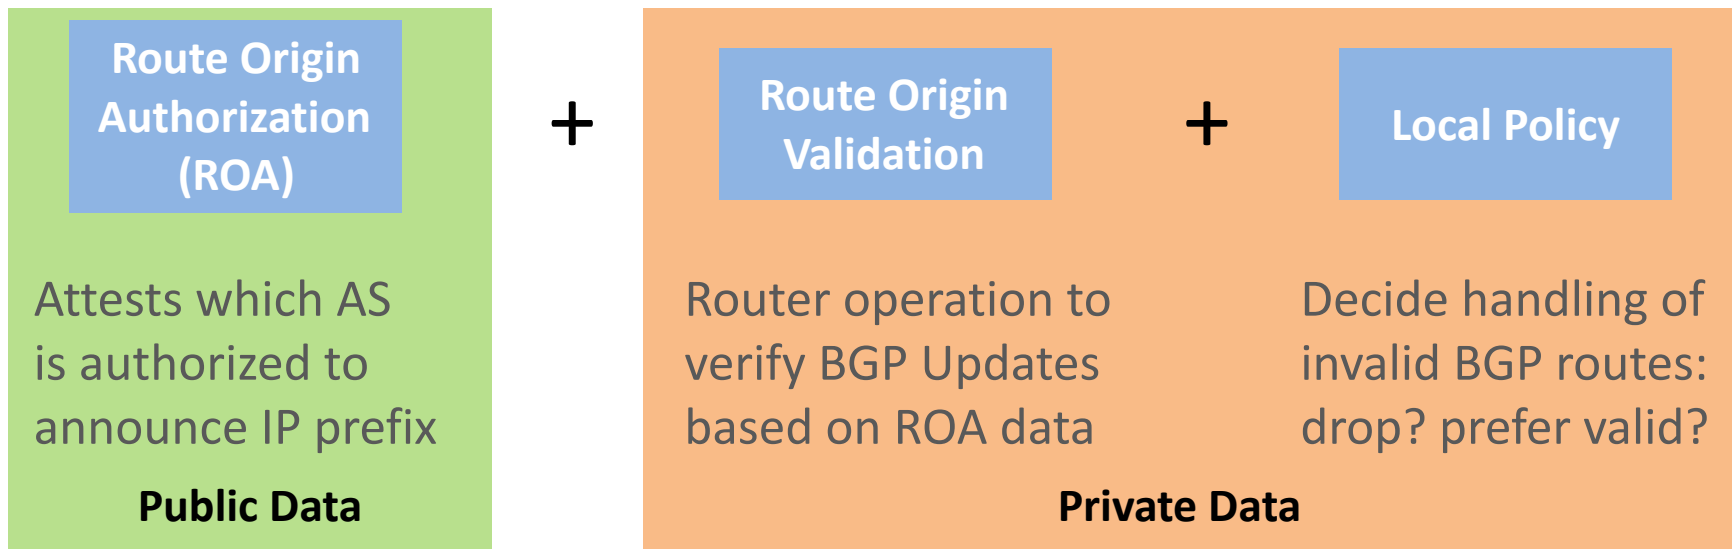 Route Origin
Authorization
(ROA)
Attests which AS
is authorized to
announce IP prefix
Public Data
+
Route Origin
Validation
Router operation to
verify BGP Updates
based on ROA data
+
Local Policy
Decide handling of
invalid BGP routes:
drop? prefer valid?
Private Data